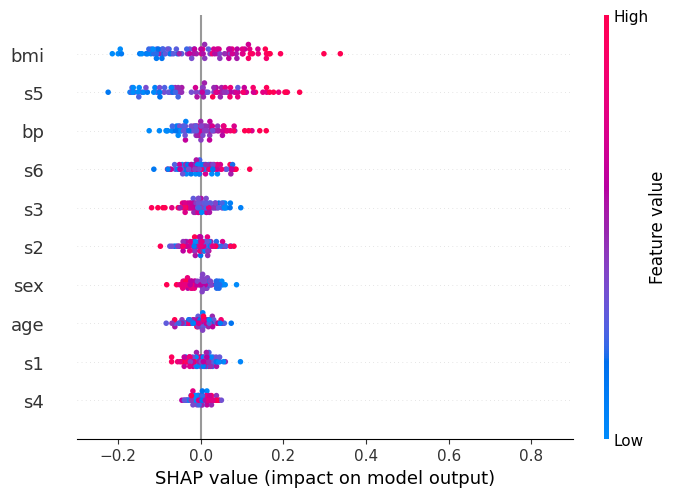 High
bmi
s5
bp
s6
s3
s2
sex
age
s1
s4
Feature value
Low
−0.2 0.0 0.2 0.4 0.6 0.8
SHAP value (impact on model output)